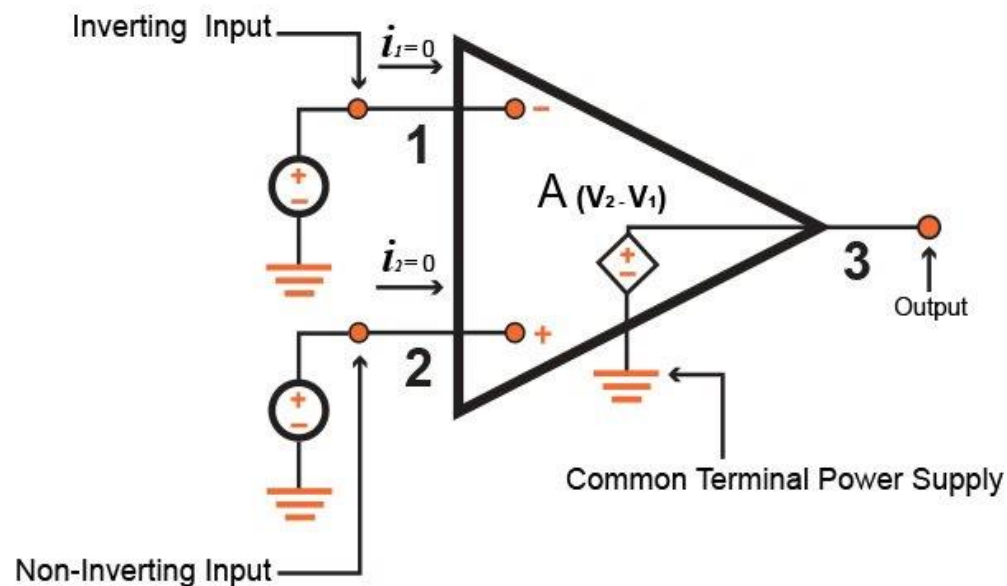 Inverting Input
i₁=0
1
−
+
−
A (V₂-V₁)
i₂=0
+
−
3
Output
2
+
+
−
Common Terminal Power Supply
Non-Inverting Input